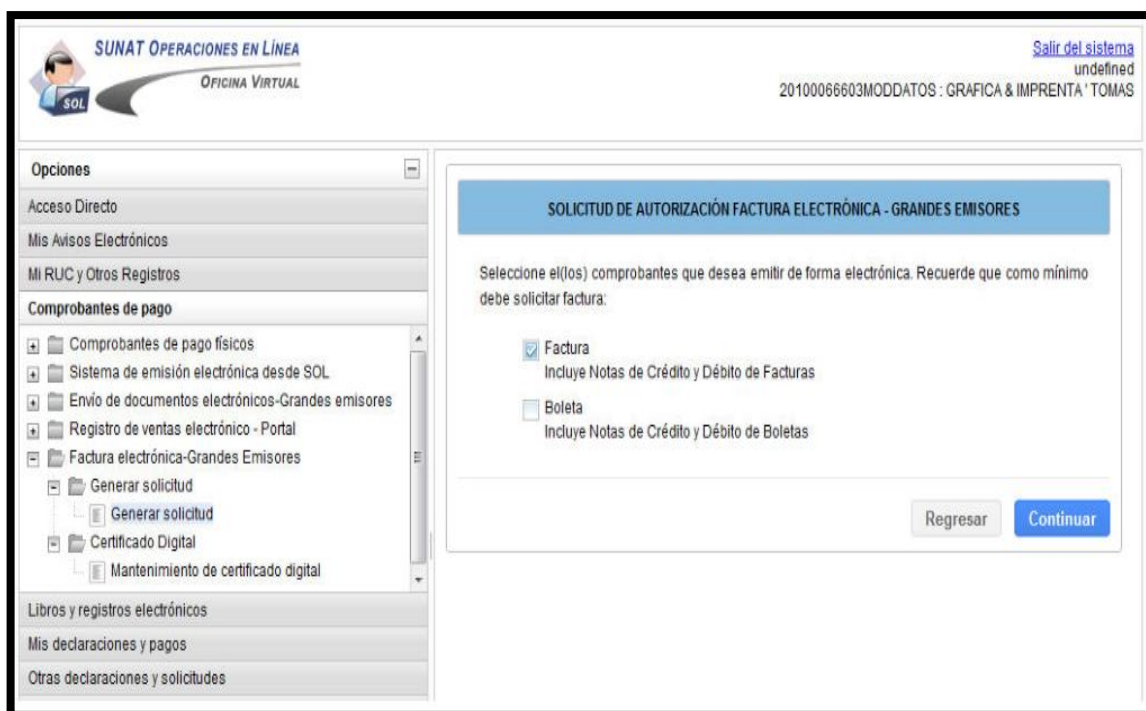 SUNAT OPERACIONES EN LÍNEA
OFICINA VIRTUAL
SOL
Salir del sistema
undefined
20100066603MODDATOS : GRAFICA & IMPRENTA ' TOMAS
Opciones
Acceso Directo
Mis Avisos Electrónicos
Mi RUC y Otros Registros
Comprobantes de pago
Comprobantes de pago físicos
Sistema de emisión electrónica desde SOL
Envío de documentos electrónicos-Grandes emisores
Registro de ventas electrónico - Portal
Factura electrónica-Grandes Emisores
Generar solicitud
Generar solicitud
Certificado Digital
Mantenimiento de certificado digital
Libros y registros electrónicos
Mis declaraciones y pagos
Otras declaraciones y solicitudes
SOLICITUD DE AUTORIZACIÓN FACTURA ELECTRÓNICA - GRANDES EMISORES
Seleccione el(los) comprobantes que desea emitir de forma electrónica. Recuerde que como mínimo
debe solicitar factura:
Factura
Incluye Notas de Crédito y Débito de Facturas
Boleta
Incluye Notas de Crédito y Débito de Boletas
Regresar
Continuar